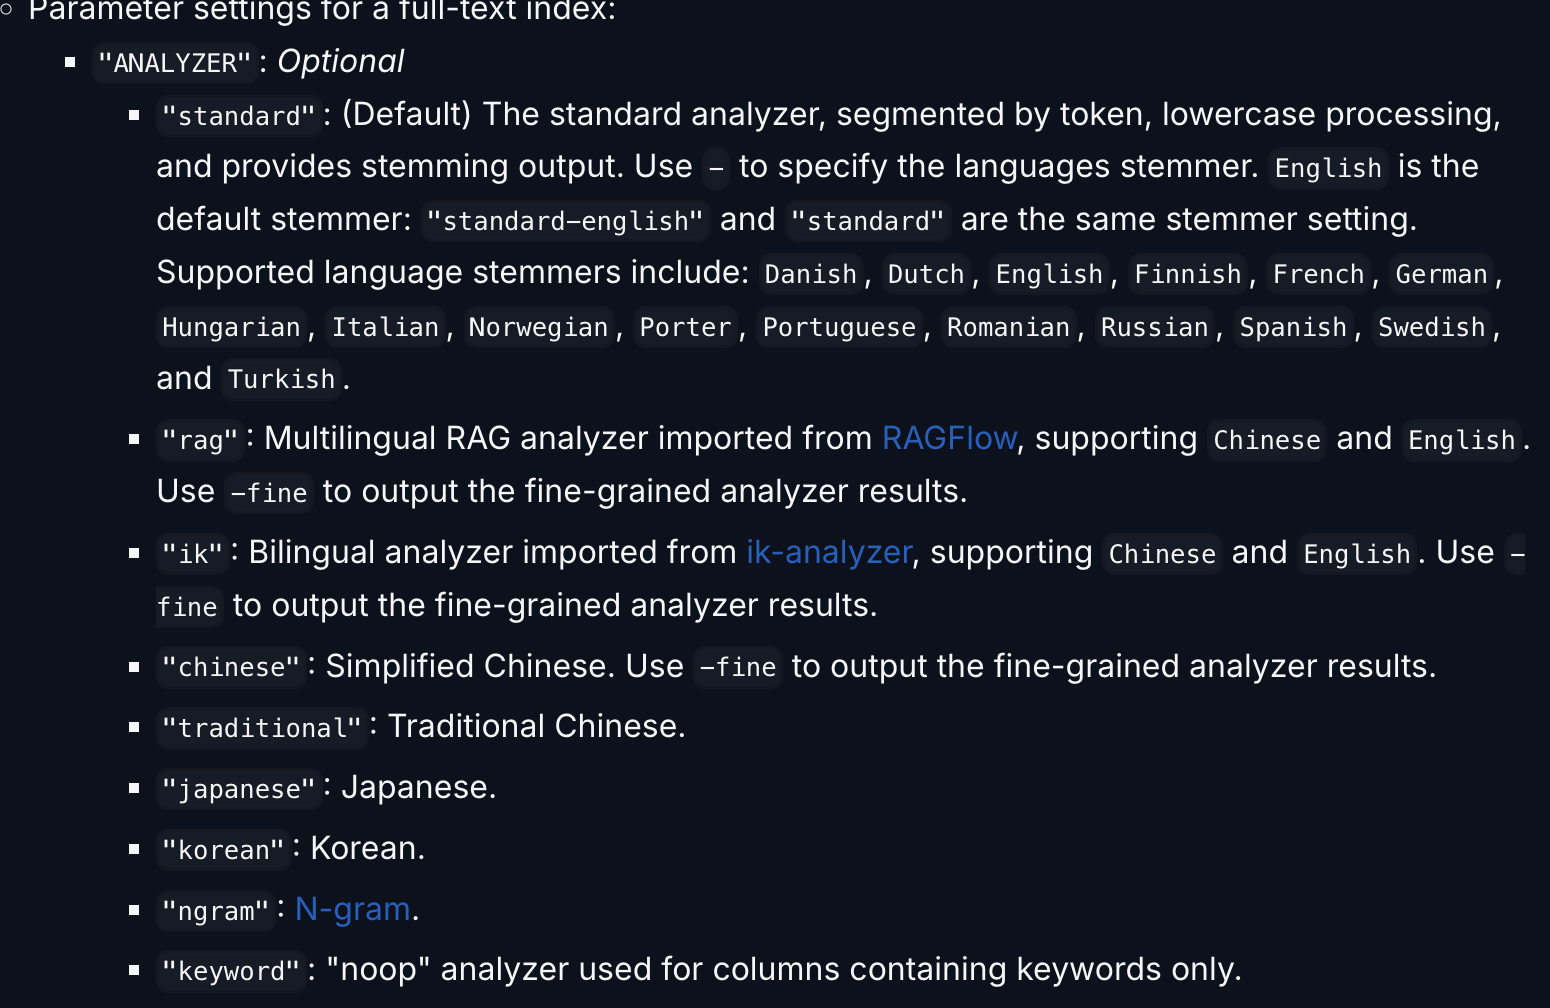 Parameter settings for a full-text index:
"ANALYZER": Optional
"standard": (Default) The standard analyzer, segmented by token, lowercase processing,
and provides stemming output. Use - to specify the languages stemmer. English is the
default stemmer: "standard-english" and "standard" are the same stemmer setting.
Supported language stemmers include: Danish, Dutch, English, Finnish, French, German,
Hungarian, Italian, Norwegian, Porter, Portuguese, Romanian, Russian, Spanish, Swedish,
and Turkish.
"rag": Multilingual RAG analyzer imported from RAGFlow, supporting Chinese and English.
Use -fine to output the fine-grained analyzer results.
"ik": Bilingual analyzer imported from ik-analyzer, supporting Chinese and English. Use -
fine to output the fine-grained analyzer results.
"chinese": Simplified Chinese. Use -fine to output the fine-grained analyzer results.
"traditional": Traditional Chinese.
"japanese": Japanese.
"korean": Korean.
"ngram": N-gram.
"keyword": "noop" analyzer used for columns containing keywords only.